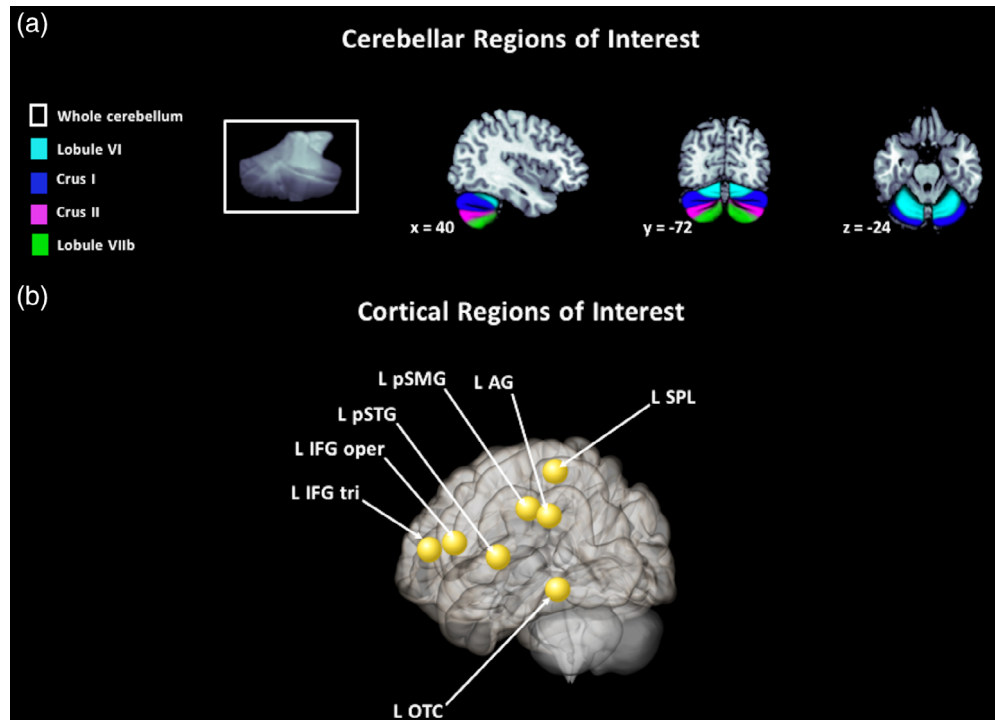 (a)
Cerebellar Regions of Interest
Whole cerebellum
Lobule VI
Crus I
Crus II
Lobule VIIb
x = 40
y = -72
z = -24
(b)
Cortical Regions of Interest
L pSMG
L AG
L SPL
L pSTG
L IFG oper
L IFG tri
L OTC